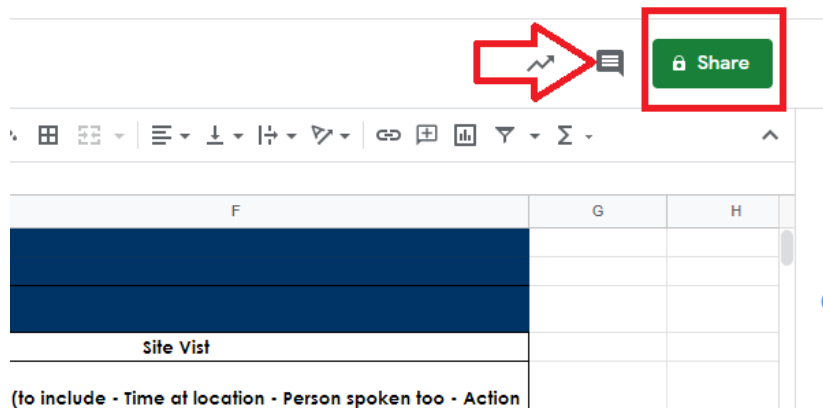 Share
F G H
Site Vist
(to include - Time at location - Person spoken too - Action